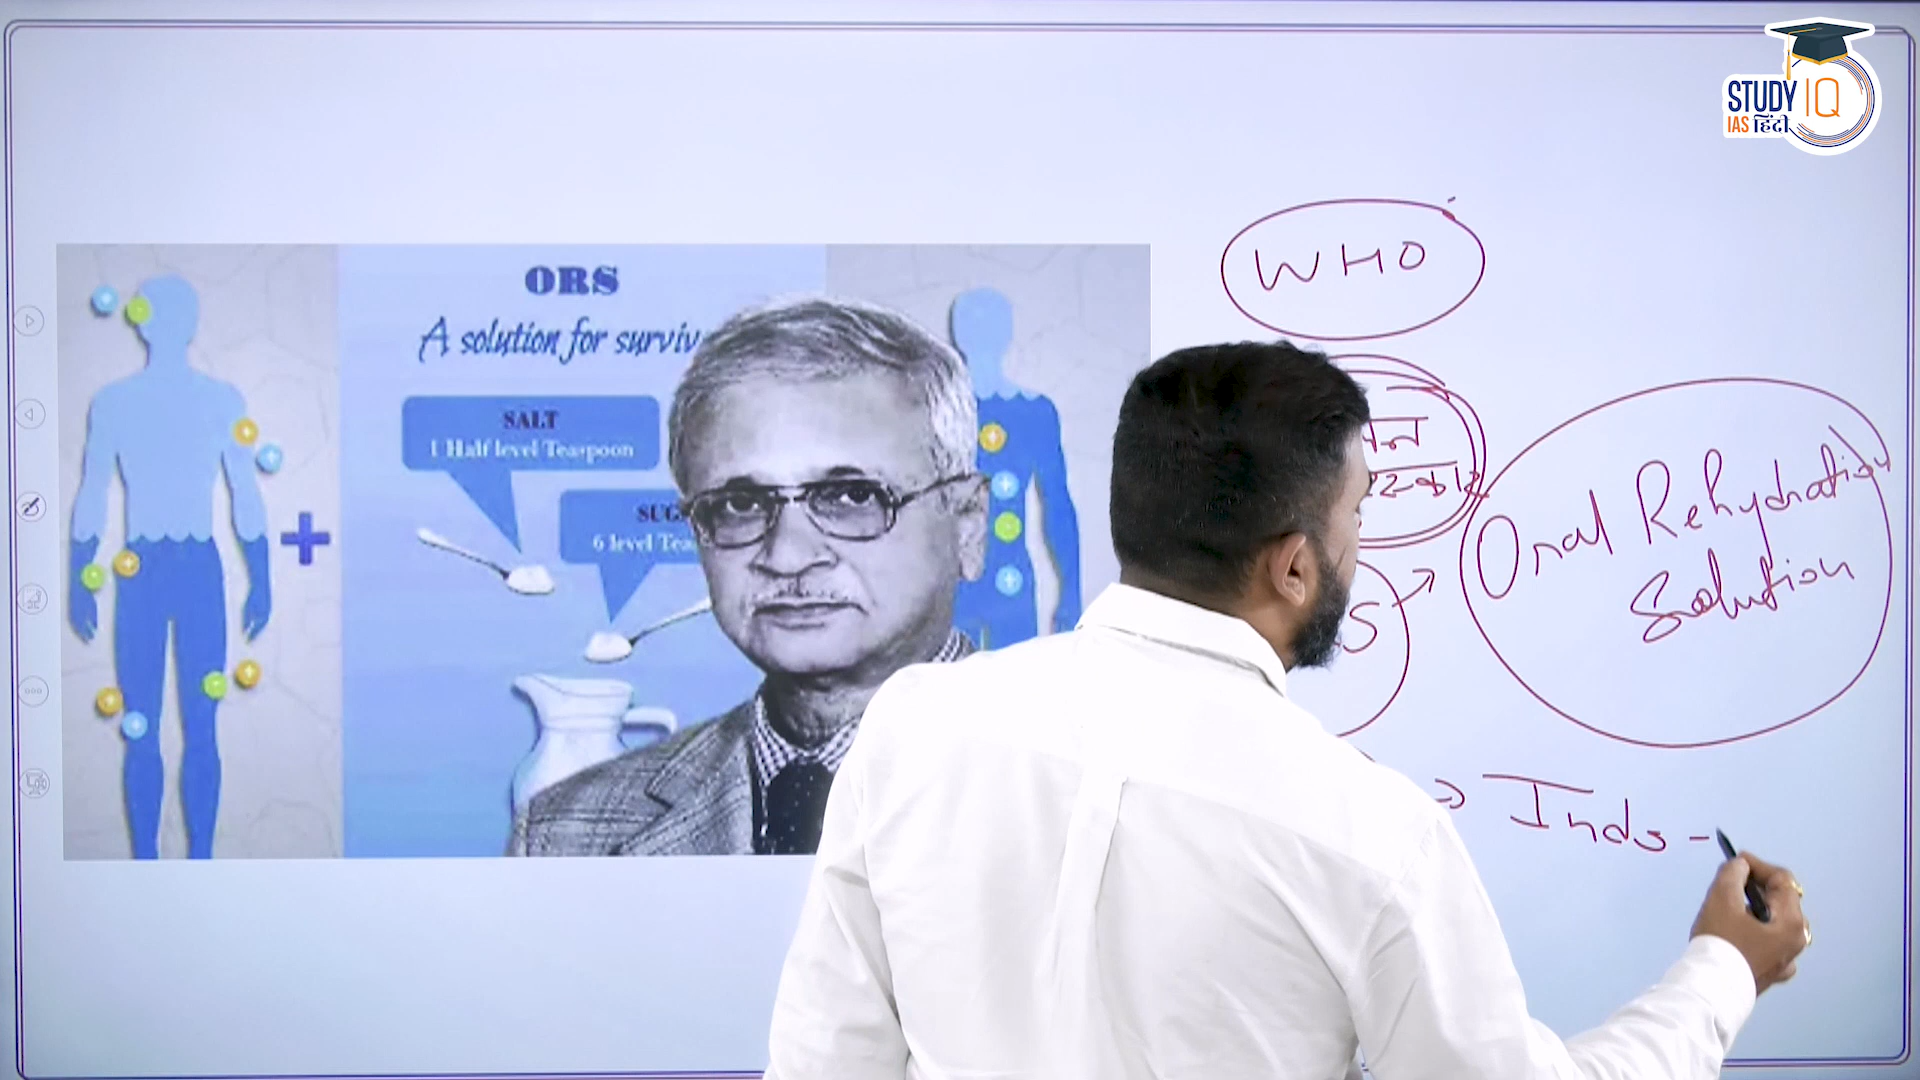 STUDY IQ
IAS हिंदी
ORS
A solution for surviv
SALT
1 Half level Teaspoon
6 level Tea
WHO
Oral Rehydration
Solution
Indo -